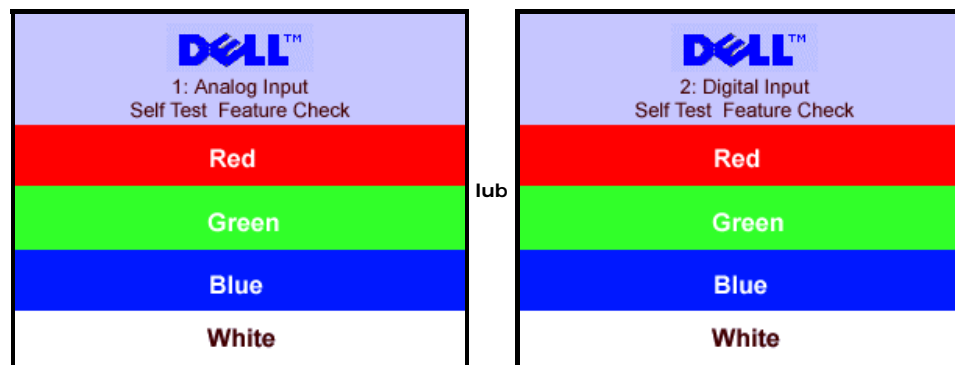 DELL™
1: Analog Input
Self Test Feature Check
Red
Green
Blue
White
lub
DELL™
2: Digital Input
Self Test Feature Check
Red
Green
Blue
White